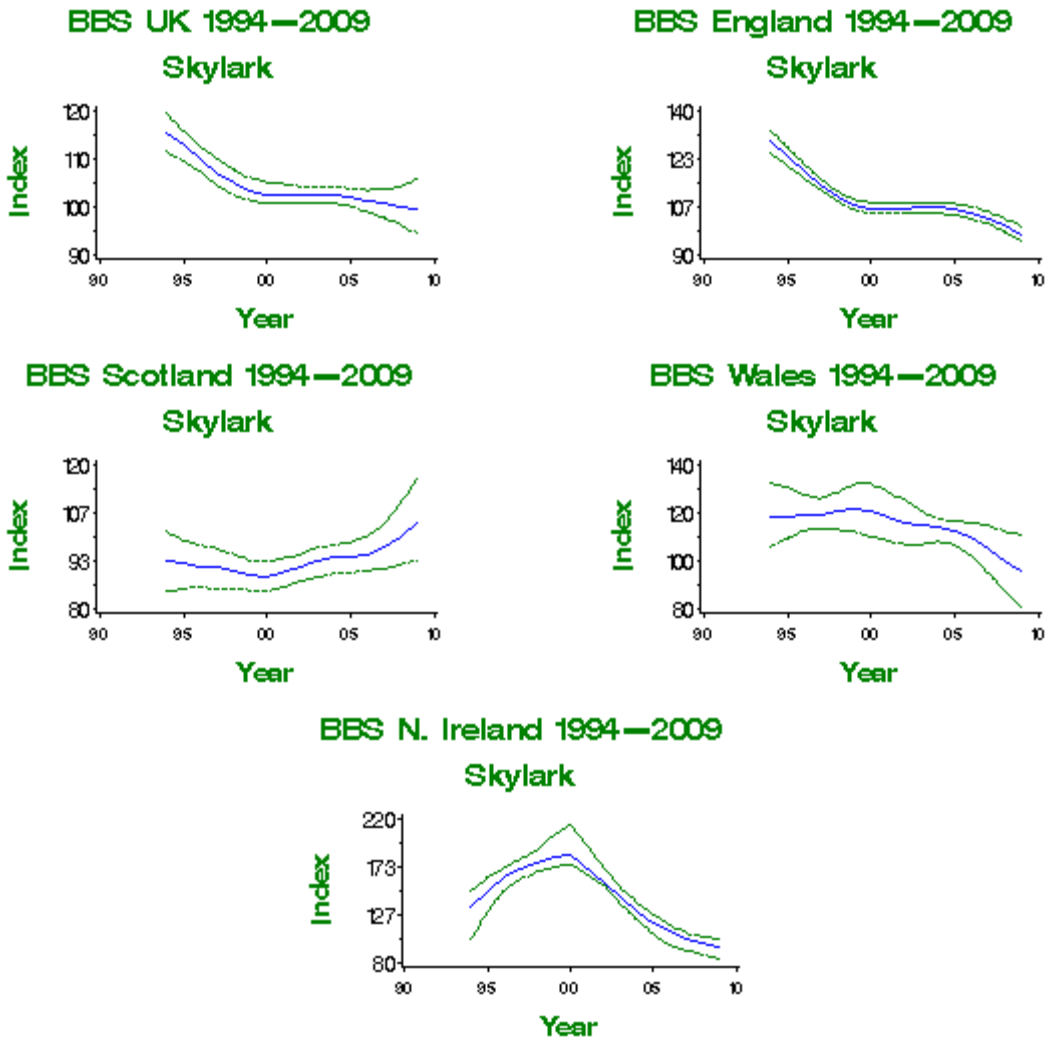 BBS UK 1994—2009
Skylark
120
110
100
90
Index
90 95 00 05 10
Year
BBS England 1994—2009
Skylark
140
123
107
90
Index
90 95 00 05 10
Year
BBS Scotland 1994—2009
Skylark
120
107
93
80
Index
90 95 00 05 10
Year
BBS Wales 1994—2009
Skylark
140
120
100
80
Index
90 95 00 05 10
Year
BBS N. Ireland 1994—2009
Skylark
220
173
127
80
Index
90 95 00 05 10
Year